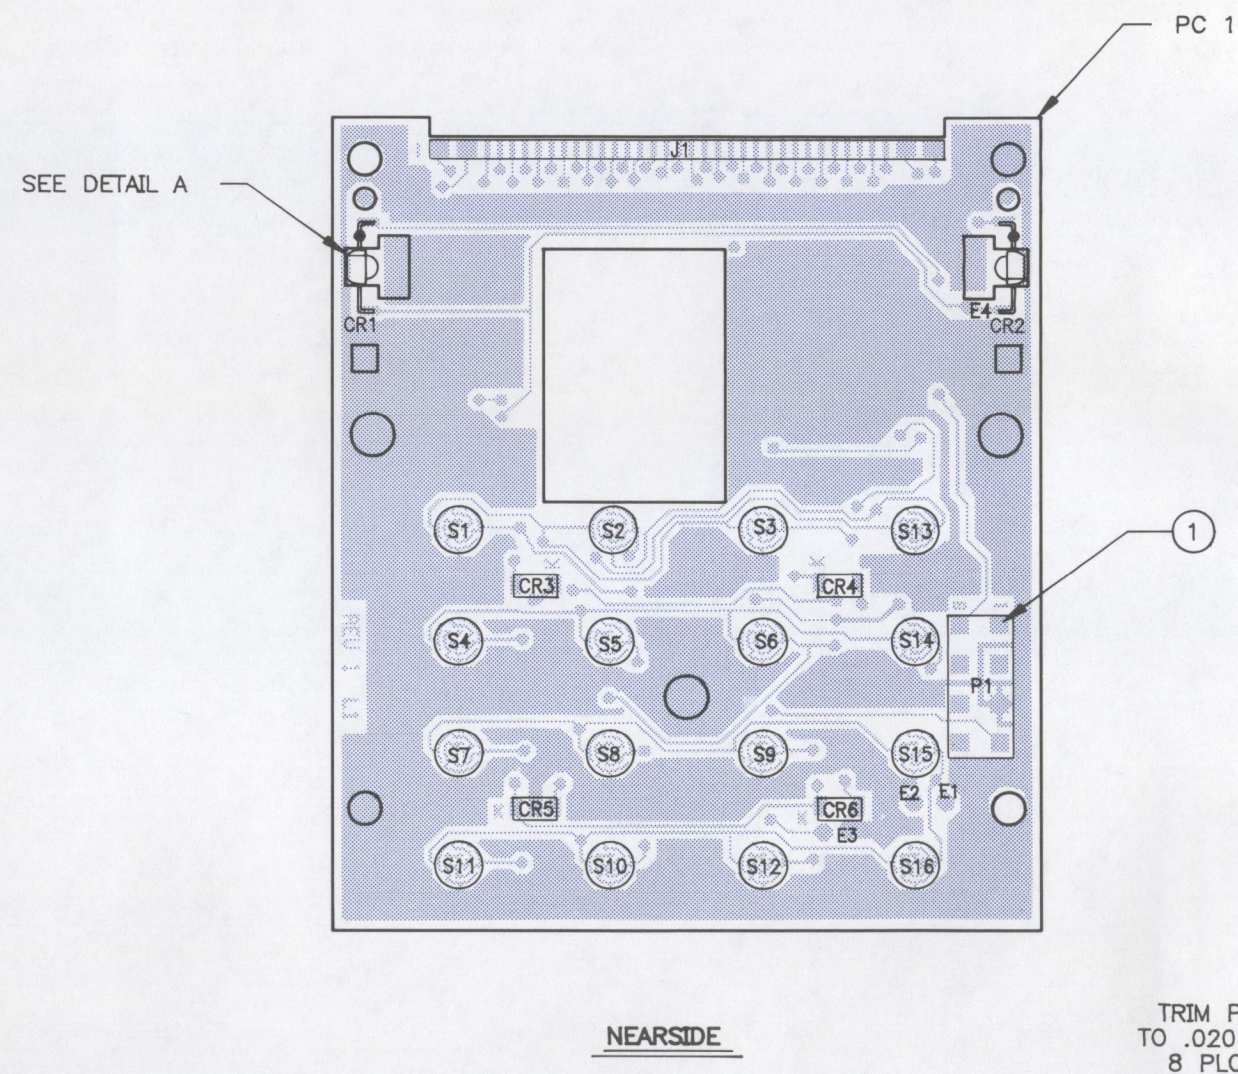 PC 1
J1
SEE DETAIL A
E4
CR1
CR2
S1
S2
S3
S13
1
K
K
CR3
CR4
S4
S5
S6
S14
P1
S7
S8
S9
S15
E2
E1
K
CR5
K
CR6
E3
S11
S10
S12
S16
NEARSIDE
TRIM P
TO .020
8 PLC